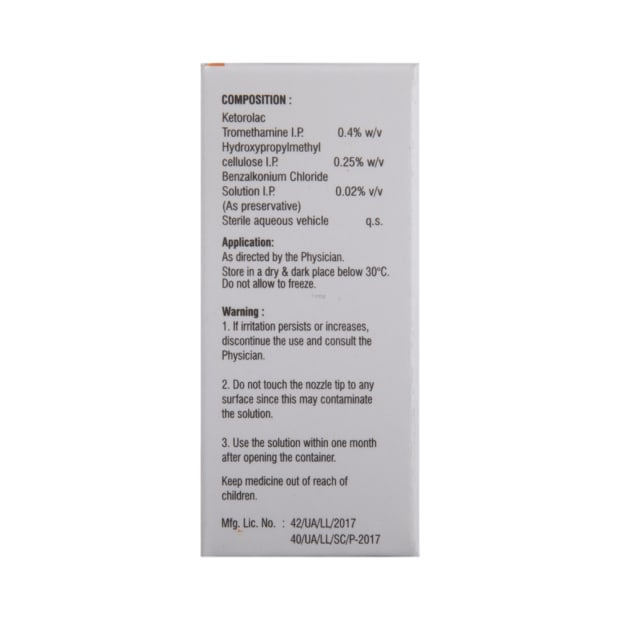 COMPOSITION :
Ketorolac
Tromethamine I.P. 0.4% w/v
Hydroxypropylmethyl
cellulose I.P. 0.25% w/v
Benzalkonium Chloride
Solution I.P. 0.02% v/v
(As preservative)
Sterile aqueous vehicle q.s.
Application:
As directed by the Physician.
Store in a dry & dark place below 30°C.
Do not allow to freeze.
Warning :
1. If irritation persists or increases,
discontinue the use and consult the
Physician.
2. Do not touch the nozzle tip to any
surface since this may contaminate
the solution.
3. Use the solution within one month
after opening the container.
Keep medicine out of reach of
children.
Mfg. Lic. No. : 42/UA/LL/2017
40/UA/LL/SC/P-2017